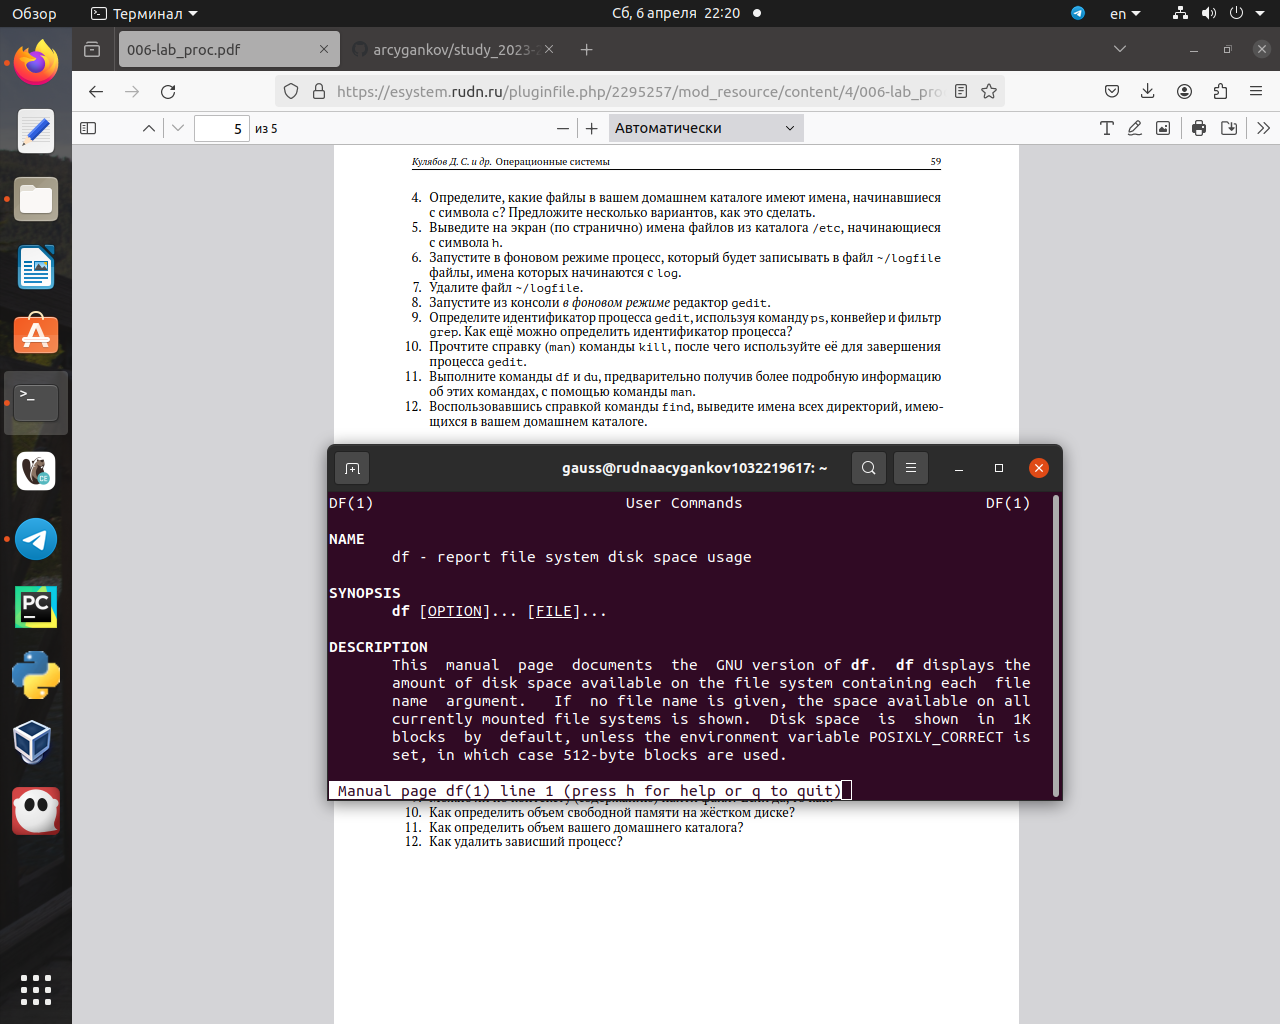 Обзор
Терминал
Сб, 6 апреля 22:20
en
006-lab_proc.pdf
arcygankov/study_2023-2
https://esystem.rudn.ru/pluginfile.php/2295257/mod_resource/content/4/006-lab_pro
5
из 5
Автоматически
Кулябов Д. С. и др. Операционные системы
59
4. Определите, какие файлы в вашем домашнем каталоге имеют имена, начинавшиеся
с символа c? Предложите несколько вариантов, как это сделать.
5. Выведите на экран (по странично) имена файлов из каталога /etc, начинающиеся
с символа h.
6. Запустите в фоновом режиме процесс, который будет записывать в файл ~/logfile
файлы, имена которых начинаются с log.
7. Удалите файл ~/logfile.
8. Запустите из консоли в фоновом режиме редактор gedit.
9. Определите идентификатор процесса gedit, используя команду ps, конвейер и фильтр
grep. Как ещё можно определить идентификатор процесса?
10. Прочтите справку (man) команды kill, после чего используйте её для завершения
процесса gedit.
11. Выполните команды df и du, предварительно получив более подробную информацию
об этих командах, с помощью команды man.
12. Воспользовавшись справкой команды find, выведите имена всех директорий, имею-
щихся в вашем домашнем каталоге.
gauss@rudnaacygankov1032219617: ~
DF(1) User Commands DF(1)
NAME
df - report file system disk space usage
SYNOPSIS
df [OPTION]... [FILE]...
DESCRIPTION
This manual page documents the GNU version of df. df displays the
amount of disk space available on the file system containing each file
name argument. If no file name is given, the space available on all
currently mounted file systems is shown. Disk space is shown in 1K
blocks by default, unless the environment variable POSIXLY_CORRECT is
set, in which case 512-byte blocks are used.
Manual page df(1) line 1 (press h for help or q to quit)
10. Как определить объем свободной памяти на жёстком диске?
11. Как определить объем вашего домашнего каталога?
12. Как удалить зависший процесс?